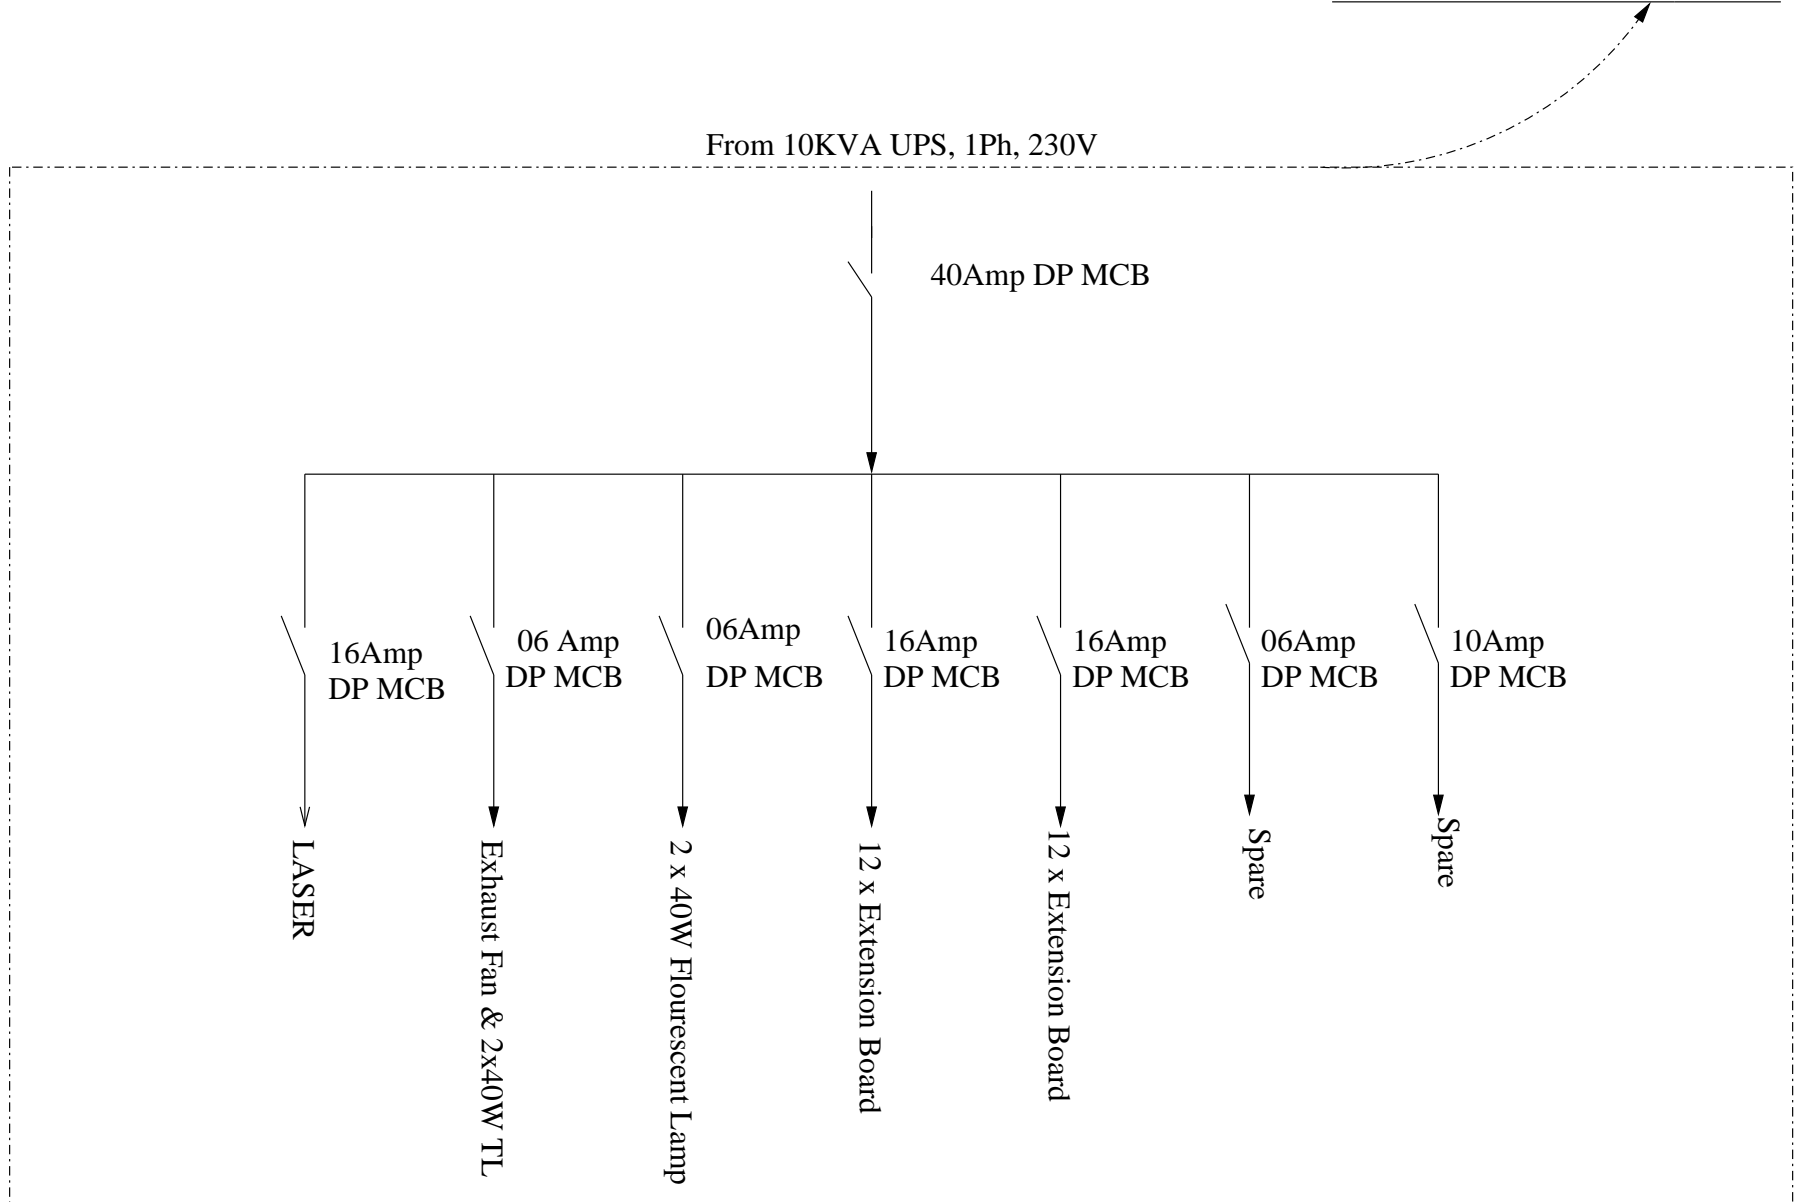 From 10KVA UPS, 1Ph, 230V
40Amp DP MCB
16Amp
DP MCB
06 Amp
DP MCB
06Amp
DP MCB
16Amp
DP MCB
16Amp
DP MCB
06Amp
DP MCB
10Amp
DP MCB
LASER
Exhaust Fan & 2x40W TL
2 x 40W Flourescent Lamp
12 x Extension Board
12 x Extension Board
Spare
Spare